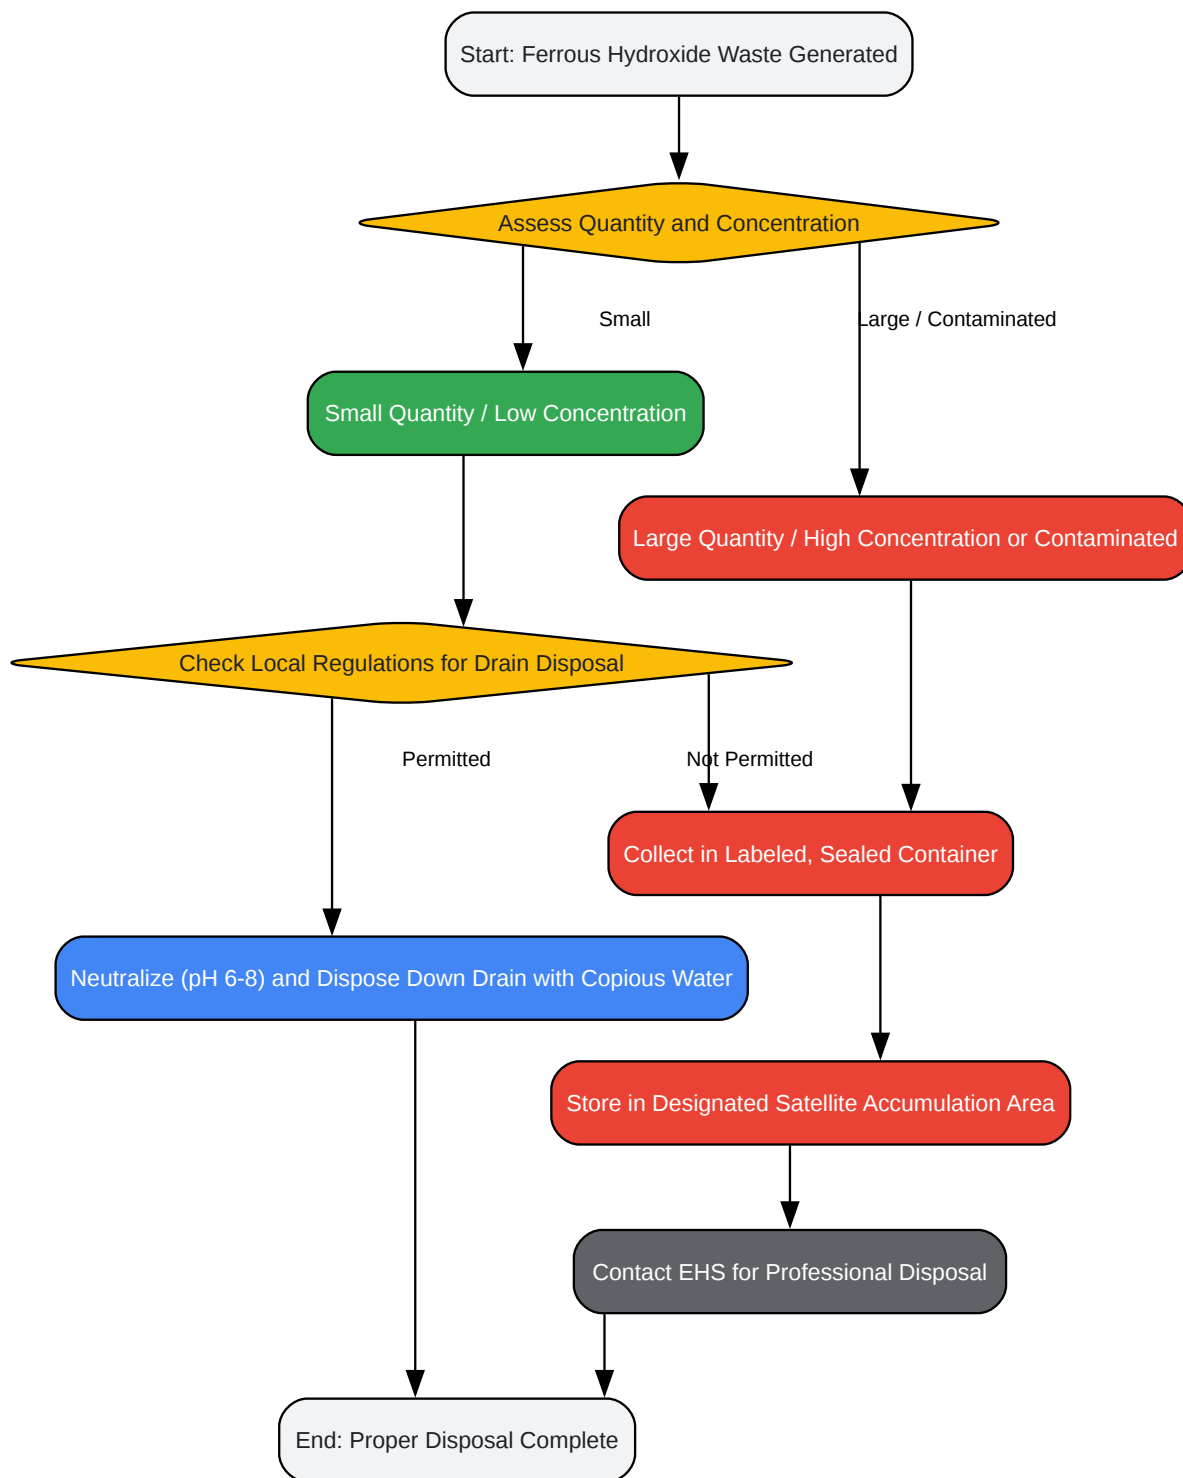 Start: Ferrous Hydroxide Waste Generated
Assess Quantity and Concentration
Small
Large / Contaminated
Small Quantity / Low Concentration
Large Quantity / High Concentration or Contaminated
Check Local Regulations for Drain Disposal
Permitted
Not Permitted
Collect in Labeled, Sealed Container
Neutralize (pH 6-8) and Dispose Down Drain with Copious Water
Store in Designated Satellite Accumulation Area
Contact EHS for Professional Disposal
End: Proper Disposal Complete